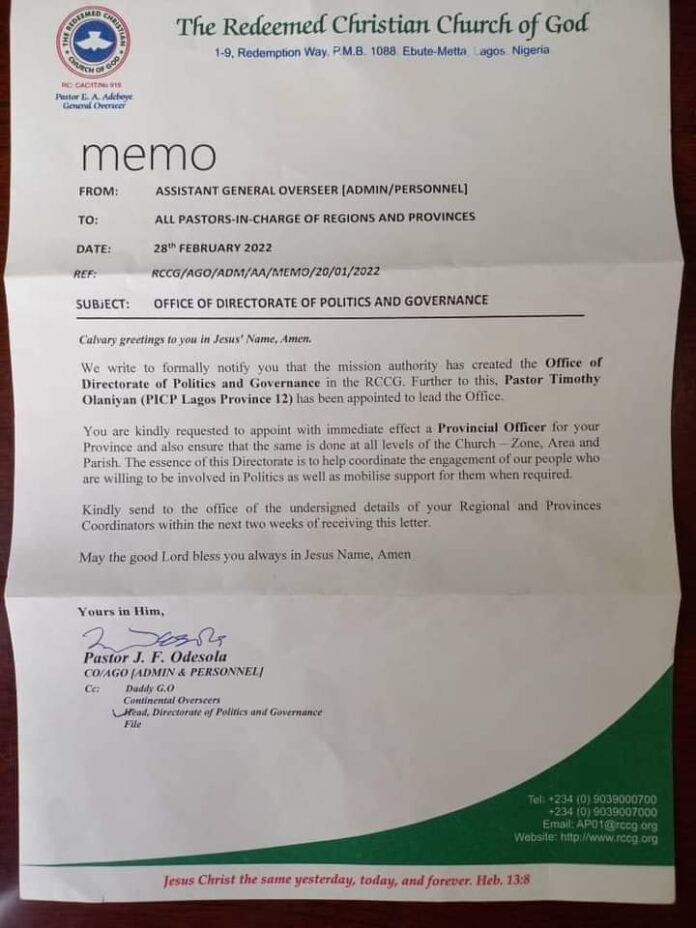 THE REDEEMED CHRISTIAN
CHURCH OF GOD
RC: CAC/IT/No 918
Pastor E. A. Adeboye
General Overseer
The Redeemed Christian Church of God
1-9, Redemption Way, P.M.B. 1088, Ebute-Metta, Lagos, Nigeria
memo
FROM: ASSISTANT GENERAL OVERSEER [ADMIN/PERSONNEL]
TO: ALL PASTORS-IN-CHARGE OF REGIONS AND PROVINCES
DATE: 28th FEBRUARY 2022
REF: RCCG/AGO/ADM/AA/MEMO/20/01/2022
SUBJECT: OFFICE OF DIRECTORATE OF POLITICS AND GOVERNANCE
Calvary greetings to you in Jesus' Name, Amen.
We write to formally notify you that the mission authority has created the Office of
Directorate of Politics and Governance in the RCCG. Further to this, Pastor Timothy
Olaniyan (PICP Lagos Province 12) has been appointed to lead the Office.
You are kindly requested to appoint with immediate effect a Provincial Officer for your
Province and also ensure that the same is done at all levels of the Church – Zone, Area and
Parish. The essence of this Directorate is to help coordinate the engagement of our people who
are willing to be involved in Politics as well as mobilise support for them when required.
Kindly send to the office of the undersigned details of your Regional and Provinces
Coordinators within the next two weeks of receiving this letter.
May the good Lord bless you always in Jesus Name, Amen
Yours in Him,
Pastor J. F. Odesola
CO/AGO [ADMIN & PERSONNEL]
Cc: Daddy G.O
Continental Overseers
Head, Directorate of Politics and Governance
File
Tel: +234 (0) 9039000700
+234 (0) 9039007000
Email: AP01@rccg.org
Website: http://www.rccg.org
Jesus Christ the same yesterday, today, and forever. Heb. 13:8